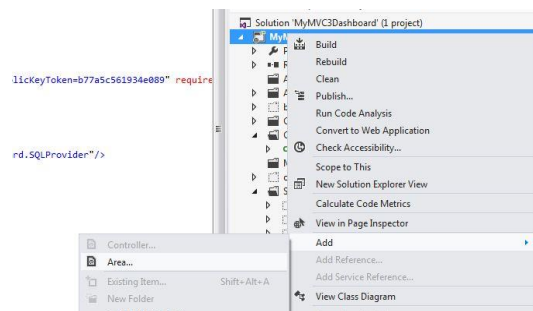 Solution 'MyMVC3Dashboard' (1 project)
Build
Rebuild
Clean
Publish...
Run Code Analysis
Convert to Web Application
Check Accessibility...
Scope to This
New Solution Explorer View
Calculate Code Metrics
View in Page Inspector
Add
Add Reference...
Add Service Reference...
View Class Diagram
licKeyToken=b77a5c561934e089" require
rd.SQLProvider"/>
Controller...
Area...
Existing Item... Shift+Alt+A
New Folder